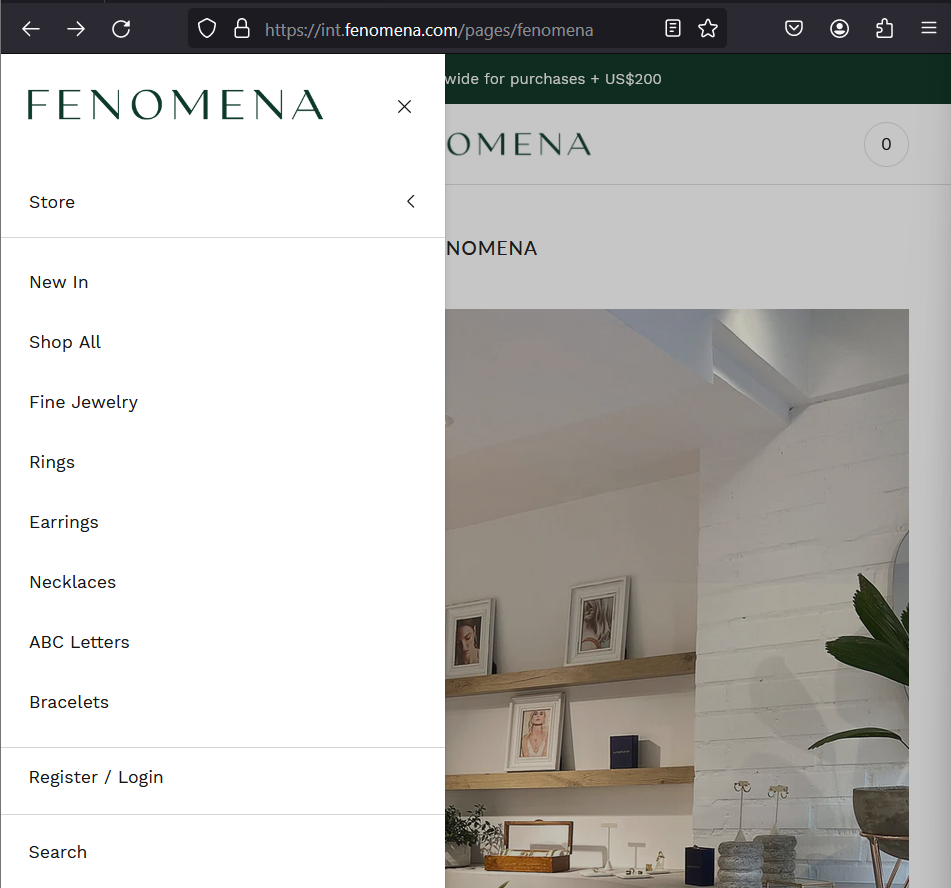 https://int.fenomena.com/pages/fenomena
FENOMENA
wide for purchases + US$200
OMENA
0
Store
NOMENA
New In
Shop All
Fine Jewelry
Rings
Earrings
Necklaces
ABC Letters
Bracelets
Register / Login
Search